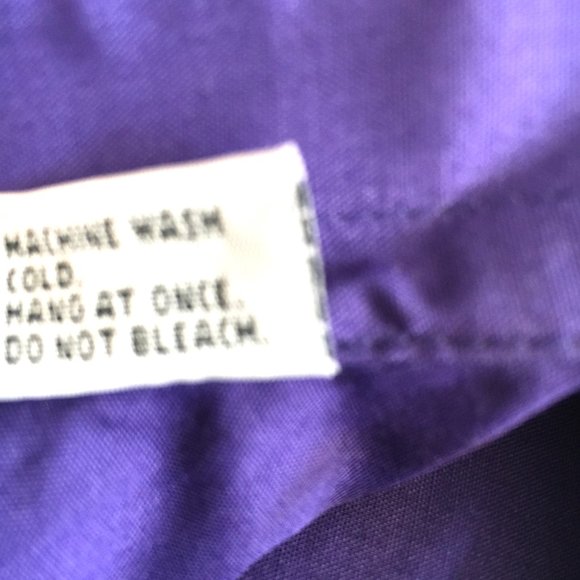 MACHINE WASH
COLD.
HANG AT ONCE.
DO NOT BLEACH.